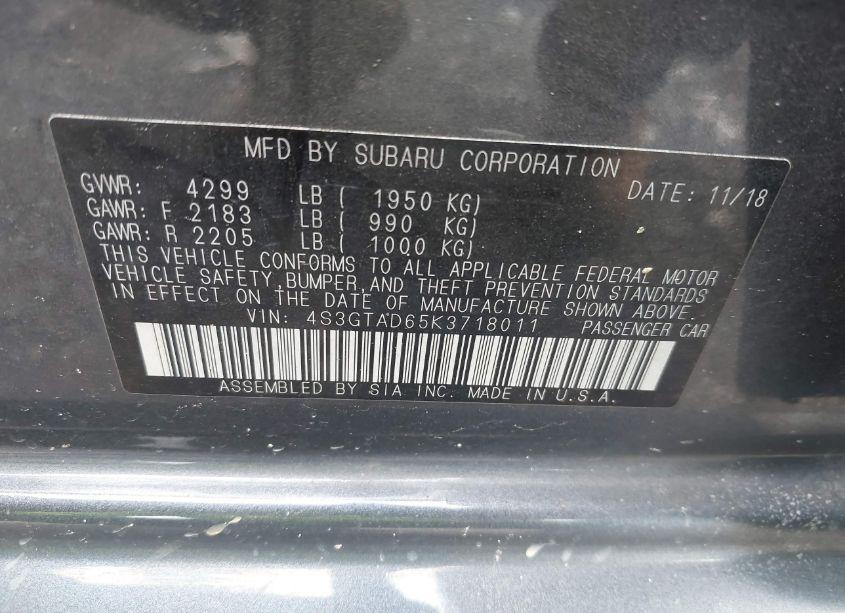 MFD BY SUBARU CORPORATION
GVWR: 4299 LB ( 1950 KG) DATE: 11/18
GAWR: F 2183 LB ( 990 KG)
GAWR: R 2205 LB ( 1000 KG)
THIS VEHICLE CONFORMS TO ALL APPLICABLE FEDERAL MOTOR
VEHICLE SAFETY,BUMPER,AND THEFT PREVENTION STANDARDS
IN EFFECT ON THE DATE OF MANUFACTURE SHOWN ABOVE.
VIN: 4S3GTAD65K3718011 PASSENGER CAR
ASSEMBLED BY SIA INC. MADE IN U.S.A.